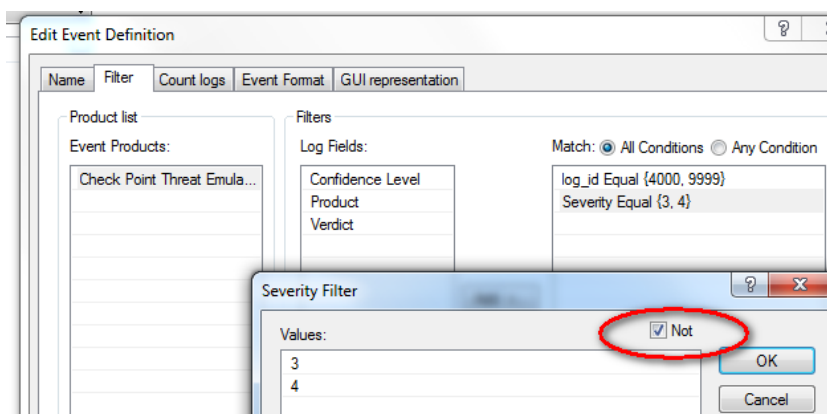 Edit Event Definition
Name Filter Count logs Event Format GUI representation
Product list
Event Products:
Check Point Threat Emula...
Filters
Log Fields:
Confidence Level
Product
Verdict
Match: All Conditions Any Condition
log_id Equal {4000, 9999}
Severity Equal {3, 4}
Severity Filter
Values:
Not
3
4
OK
Cancel